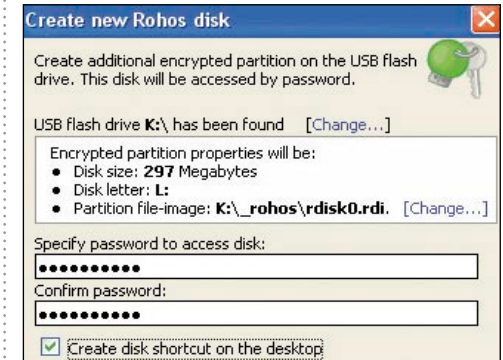 Create new Rohos disk
Create additional encrypted partition on the USB flash
drive. This disk will be accessed by password.
USB flash drive K:\ has been found [Change...]
Encrypted partition properties will be:
• Disk size: 297 Megabytes
• Disk letter: L:
• Partition file-image: K:\_rohos\rdisk0.rdi. [Change...]
Specify password to access disk:
●●●●●●●●●●
Confirm password:
●●●●●●●●●●
Create disk shortcut on the desktop